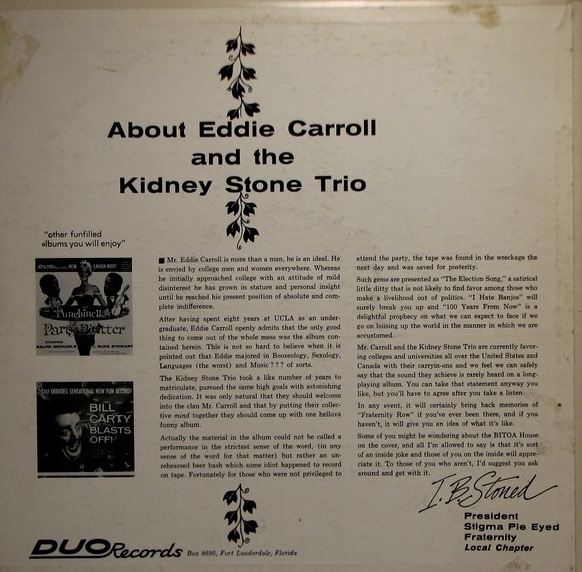 About Eddie Carroll
and the
Kidney Stone Trio
"other funfilled
albums you will enjoy"
NEW LAUGH RIOT!
Punchinello's
Party Platter
STARRING
DUKE STEWART
SENSATIONAL NEW FUN RECORD!
BILL
CARTY
BLASTS
OFF!
■ Mr. Eddie Carroll is more than a man, he is an ideal. He
is envied by college men and women everywhere. Whereas
he initially approached college with an attitude of mild
disinterest he has grown in stature and personal insight
until he reached his present position of absolute and com-
plete indifference.
After having spent eight years at UCLA as an under-
graduate, Eddie Carroll openly admits that the only good
thing to come out of the whole mess was the album con-
tained herein. This is not so hard to believe when it is
pointed out that Eddie majored in Boozeology, Sexology,
Languages (the worst) and Music??? of sorts.
The Kidney Stone Trio took a like number of years to
matriculate, pursued the same high goals with astonishing
dedication. It was only natural that they should welcome
into the clan Mr. Carroll and that by putting their collec-
tive mind together they should come up with one helluva
funny album.
Actually the material in the album could not be called a
performance in the strictest sense of the word, (in any
sense of the word for that matter) but rather an un-
rehearsed beer bash which some idiot happened to record
on tape. Fortunately for those who were not privileged to
attend the party, the tape was found in the wreckage the
next day and was saved for posterity.
Such gems are presented as "The Election Song," a satirical
little ditty that is not likely to find favor among those who
make a livelihood out of politics. "I Hate Banjos" will
surely break you up and "100 Years From Now" is a
delightful prophecy on what we can expect to face if we
go on loising up the world in the manner in which we are
accustomed.
Mr. Carroll and the Kidney Stone Trio are currently favor-
ing colleges and universities all over the United States and
Canada with their carryin-ons and we feel we can safely
say that the sound they achieve is rarely heard on a long-
playing album. You can take that statement anyway you
like, but you'll have to agree after you take a listen.
In any event, it will certainly bring back memories of
"Fraternity Row" if you've ever been there, and if you
haven't, it will give you an idea of what it's like.
Some of you might be wondering about the BITOA House
on the cover, and all I'm allowed to say is that it's sort
of an inside joke and those of you on the inside will appre-
ciate it. To those of you who aren't, I'd suggest you ask
around and get with it.
I. B. Stoned
President
Stigma Pie Eyed
Fraternity
Local Chapter
DUO Records Box 8695, Fort Lauderdale, Florida